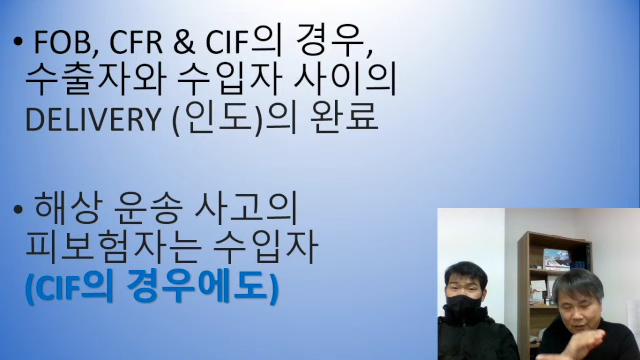 • FOB, CFR & CIF의 경우,
수출자와 수입자 사이의
DELIVERY (인도)의 완료
• 해상 운송 사고의
피보험자는 수입자
(CIF의 경우에도)